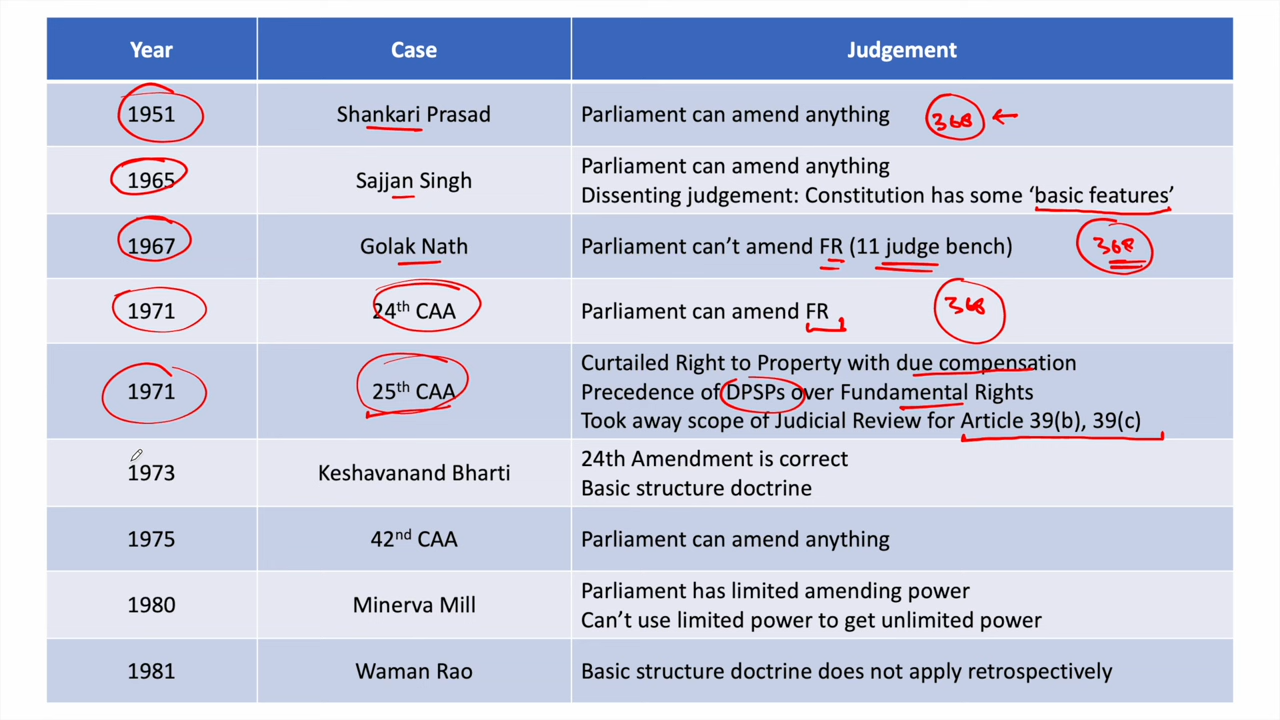 Year Case Judgement
1951 Shankari Prasad Parliament can amend anything 368
1965 Sajjan Singh Parliament can amend anything
Dissenting judgement: Constitution has some ‘basic features’
1967 Golak Nath Parliament can’t amend FR (11 judge bench) 368
1971 24th CAA Parliament can amend FR 368
1971 25th CAA Curtailed Right to Property with due compensation
Precedence of DPSPs over Fundamental Rights
Took away scope of Judicial Review for Article 39(b), 39(c)
1973 Keshavanand Bharti 24th Amendment is correct
Basic structure doctrine
1975 42nd CAA Parliament can amend anything
1980 Minerva Mill Parliament has limited amending power
Can’t use limited power to get unlimited power
1981 Waman Rao Basic structure doctrine does not apply retrospectively